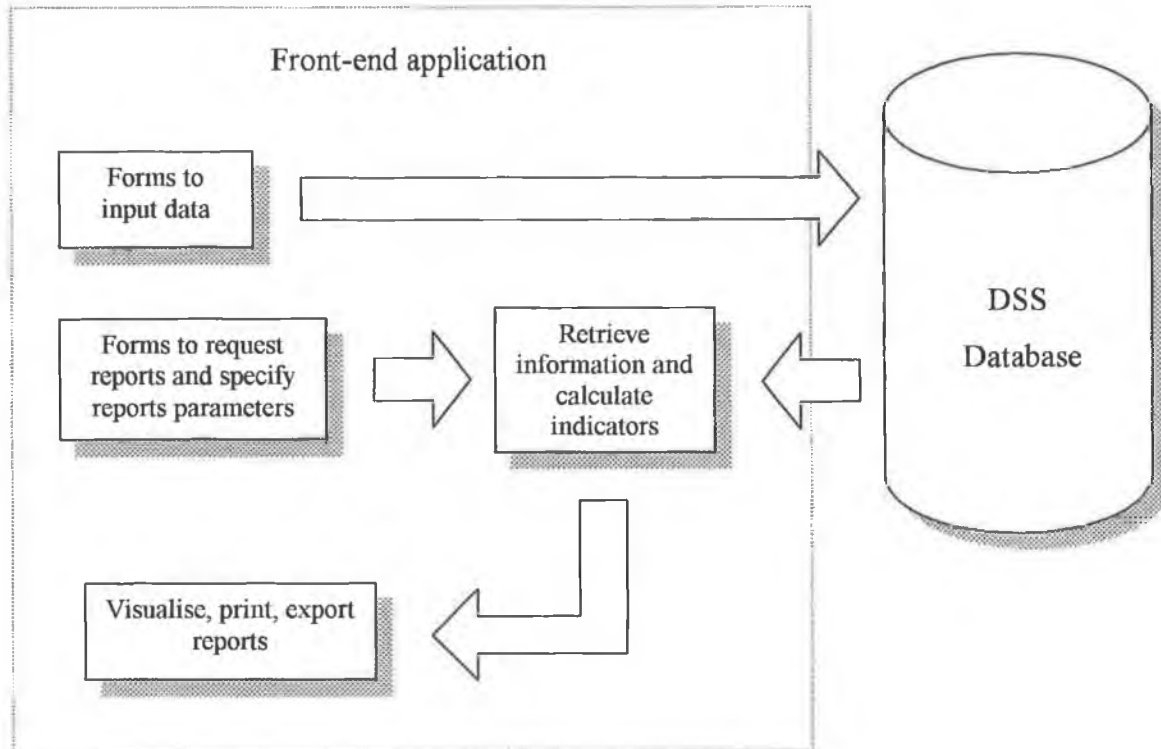 Front-end application
Forms to
input data
DSS
Database
Forms to request
reports and specify
reports parameters
Retrieve
information and
calculate
indicators
Visualise, print, export
reports